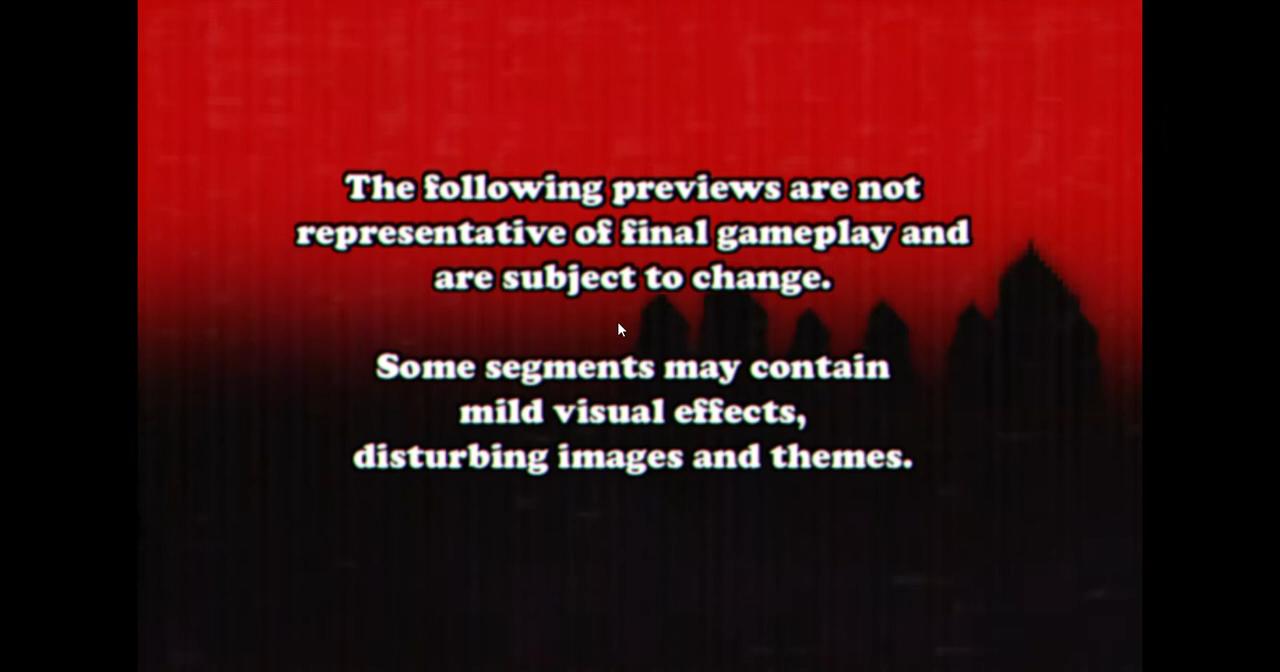 The following previews are not
representative of final gameplay and
are subject to change.
Some segments may contain
mild visual effects,
disturbing images and themes.